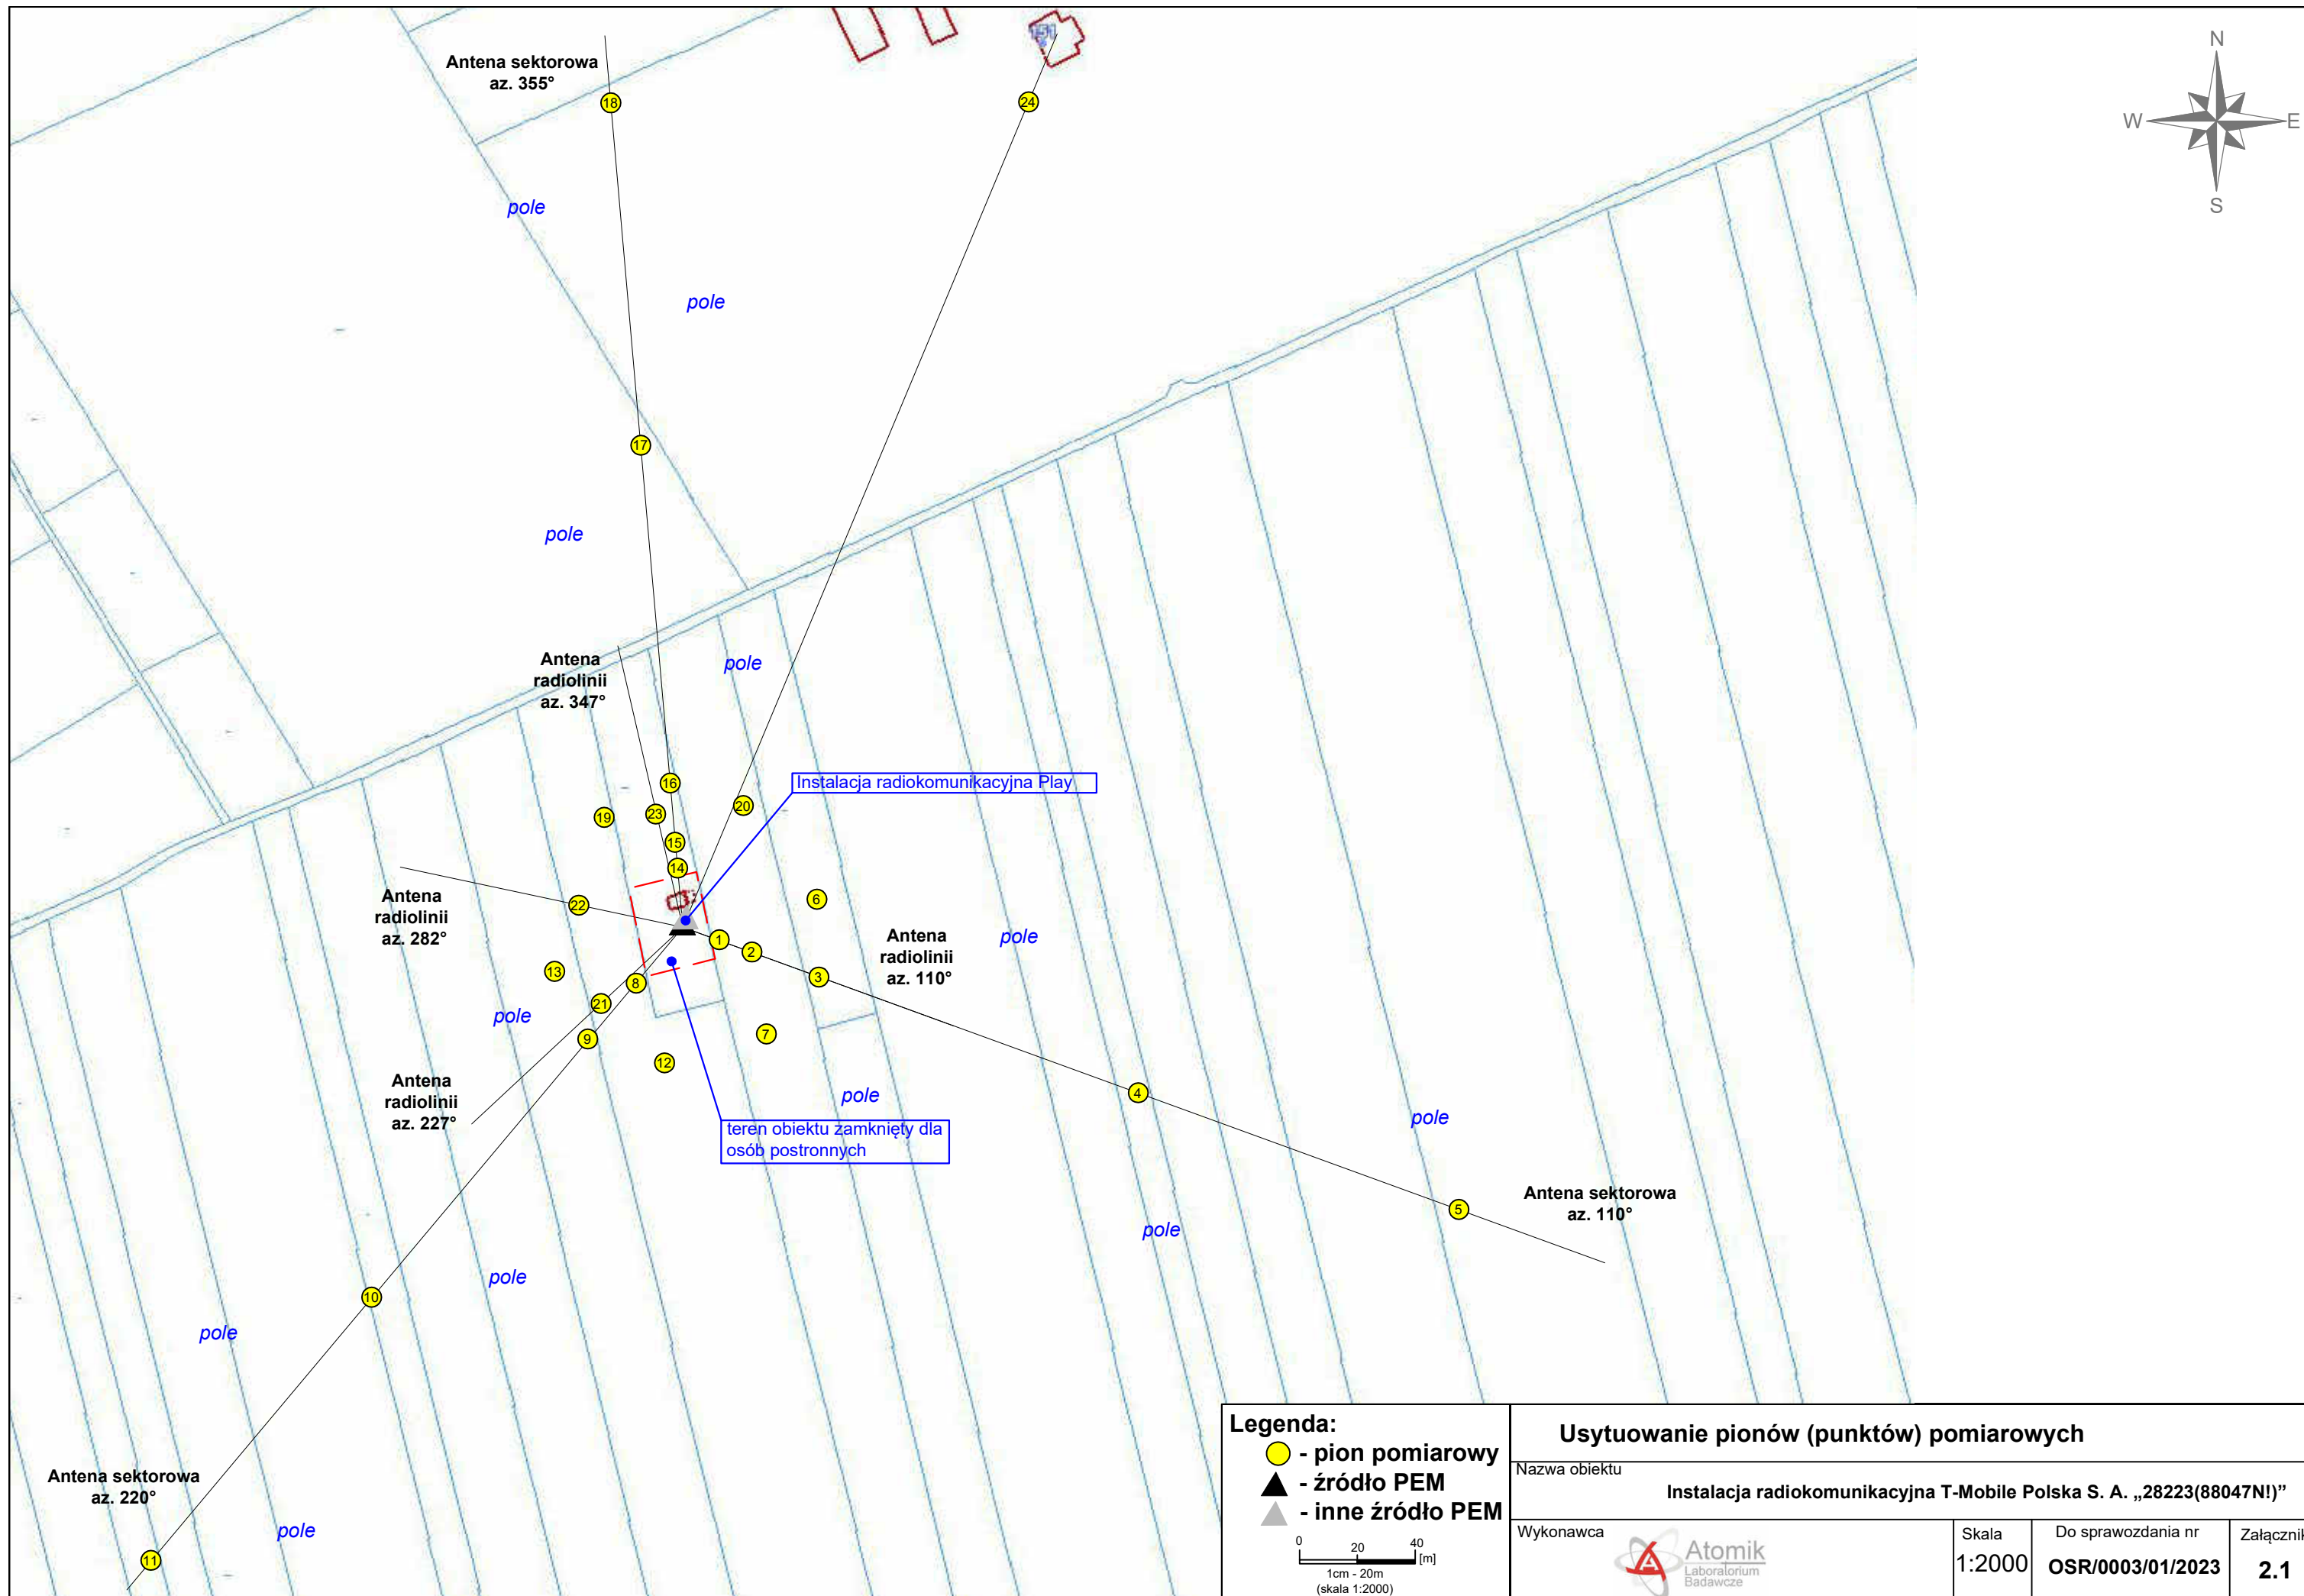 Antena sektorowa
az. 355°
151
N
W
E
S
18
24
pole
pole
17
pole
Antena
radiolinii
az. 347°
pole
Instalacja radiokomunikacyjna Play
16
20
19
23
15
14
Antena
radiolinii
az. 282°
22
6
Antena
radiolinii
az. 110°
pole
1
2
3
13
8
21
pole
9
7
12
Antena
radiolinii
az. 227°
pole
4
pole
teren obiektu zamknięty dla
osób postronnych
Antena sektorowa
az. 110°
5
pole
pole
10
pole
Antena sektorowa
az. 220°
pole
11
Legenda:
- pion pomiarowy
- źródło PEM
- inne źródło PEM
0 20 40
[m]
1cm - 20m
(skala 1:2000)
Usytuowanie pionów (punktów) pomiarowych
Nazwa obiektu
Instalacja radiokomunikacyjna T-Mobile Polska S. A. „28223(88047N!)”
Wykonawca
Atomik
Laboratorium
Badawcze
Skala
1:2000
Do sprawozdania nr
OSR/0003/01/2023
Załącznik
2.1